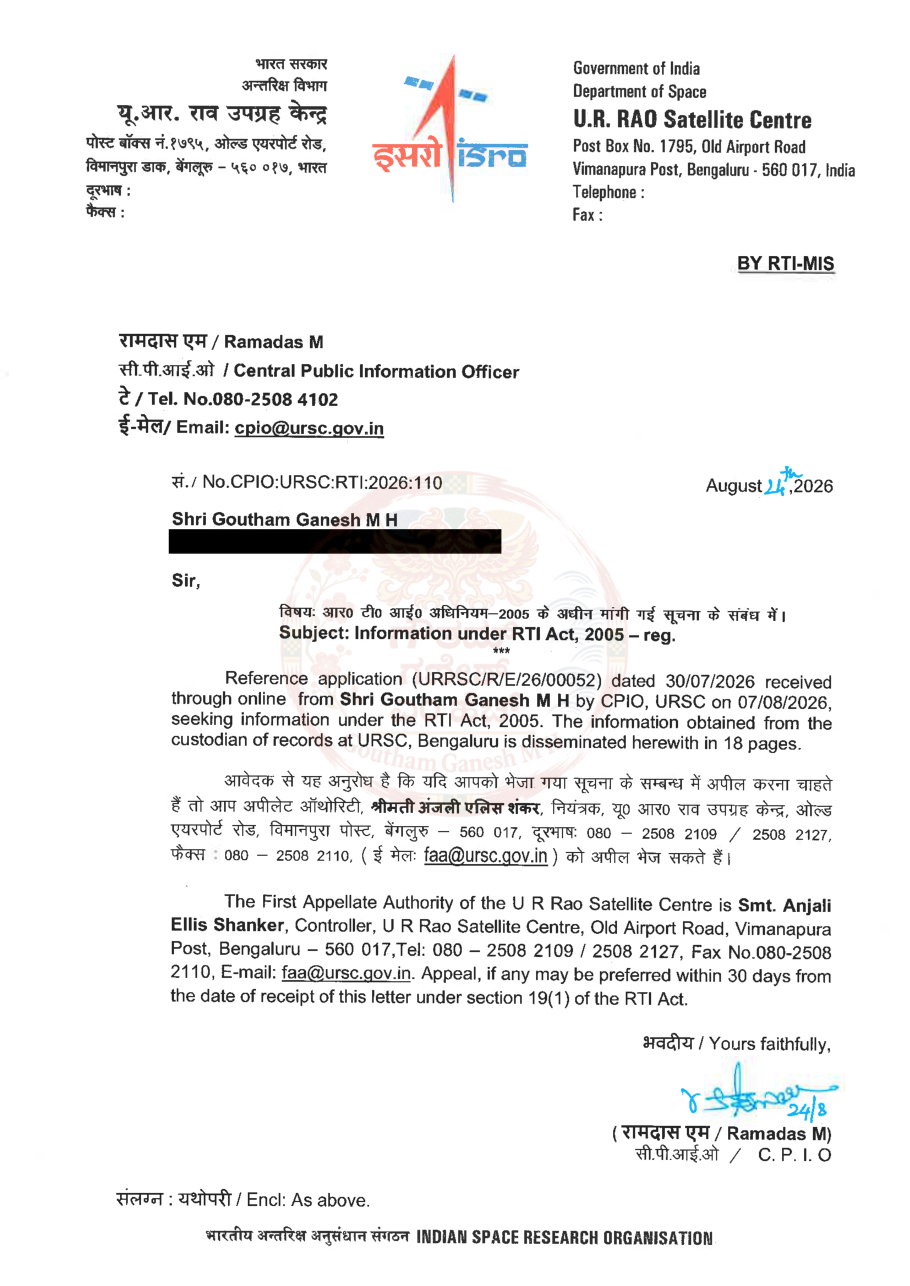 भारत सरकार
अन्तरिक्ष विभाग
यू.आर. राव उपग्रह केन्द्र
पोस्ट बॉक्स नं.१७९५, ओल्ड एयरपोर्ट रोड,
विमानपुरा डाक, बेंगलुरु – ५६० ०१७, भारत
दूरभाष :
फैक्स :
इसरो isro
Government of India
Department of Space
U.R. RAO Satellite Centre
Post Box No. 1795, Old Airport Road
Vimanapura Post, Bengaluru - 560 017, India
Telephone :
Fax :
BY RTI-MIS
रामदास एम / Ramadas M
सी.पी.आई.ओ / Central Public Information Officer
टे / Tel. No.080-2508 4102
ई-मेल/ Email: cpio@ursc.gov.in
सं./ No.CPIO:URSC:RTI:2026:110
August 24th,2026
Shri Goutham Ganesh M H
Sir,
विषयः आर० टी० आई० अधिनियम–2005 के अधीन मांगी गई सूचना के संबंध में।
Subject: Information under RTI Act, 2005 – reg.
***
Reference application (URRSC/R/E/26/00052) dated 30/07/2026 received
through online from Shri Goutham Ganesh M H by CPIO, URSC on 07/08/2026,
seeking information under the RTI Act, 2005. The information obtained from the
custodian of records at URSC, Bengaluru is disseminated herewith in 18 pages.
आवेदक से यह अनुरोध है कि यदि आपको भेजा गया सूचना के सम्बन्ध में अपील करना चाहते
हैं तो आप अपीलेट ऑथोरिटी, श्रीमती अंजली एलिस शंकर, नियंत्रक, यू० आर० राव उपग्रह केन्द्र, ओल्ड
एयरपोर्ट रोड, विमानपुरा पोस्ट, बेंगलुरु – 560 017, दूरभाषः 080 – 2508 2109 / 2508 2127,
फैक्स : 080 – 2508 2110, ( ई मेलः faa@ursc.gov.in ) को अपील भेज सकते हैं।
The First Appellate Authority of the U R Rao Satellite Centre is Smt. Anjali
Ellis Shanker, Controller, U R Rao Satellite Centre, Old Airport Road, Vimanapura
Post, Bengaluru – 560 017,Tel: 080 – 2508 2109 / 2508 2127, Fax No.080-2508
2110, E-mail: faa@ursc.gov.in. Appeal, if any may be preferred within 30 days from
the date of receipt of this letter under section 19(1) of the RTI Act.
भवदीय / Yours faithfully,
24/8
( रामदास एम / Ramadas M)
सी.पी.आई.ओ / C. P. I. O
संलग्न : यथोपरी / Encl: As above.
भारतीय अन्तरिक्ष अनुसंधान संगठन INDIAN SPACE RESEARCH ORGANISATION
Goutham Ganesh M H